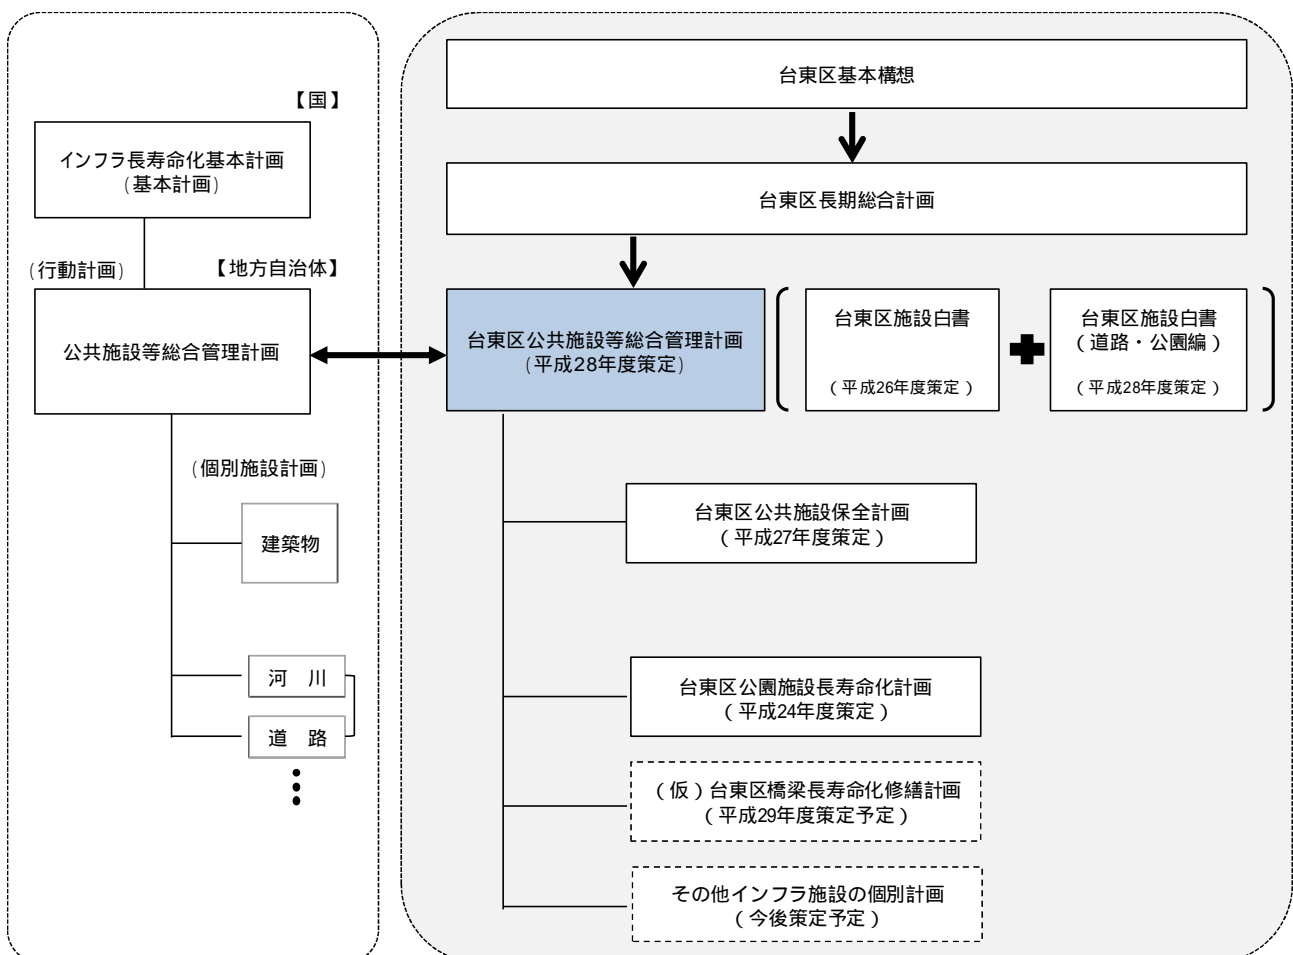 【国】
インフラ長寿命化基本計画
(基本計画)
(行動計画)
【地方自治体】
公共施設等総合管理計画
(個別施設計画)
建築物
河　川
道　路
台東区基本構想
台東区長期総合計画
台東区公共施設等総合管理計画
(平成28年度策定)
台東区施設白書
（平成26年度策定）
台東区施設白書
（道路・公園編）
（平成28年度策定）
台東区公共施設保全計画
（平成27年度策定）
台東区公園施設長寿命化計画
（平成24年度策定）
（仮）台東区橋梁長寿命化修繕計画
（平成29年度策定予定）
その他インフラ施設の個別計画
（今後策定予定）